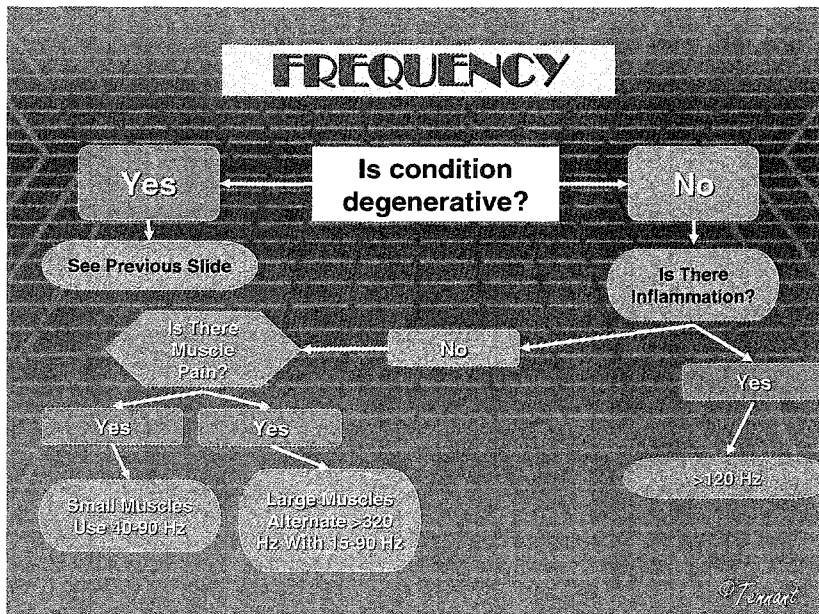 FREQUENCY
Is condition
degenerative?
Yes
No
See Previous Slide
Is There
Inflammation?
Is There
Muscle
Pain?
No
Yes
Yes
Yes
Small Muscles
Use 40-90 Hz
Large Muscles
Alternate >320
Hz With 15-90 Hz
>120 Hz
© Tennant